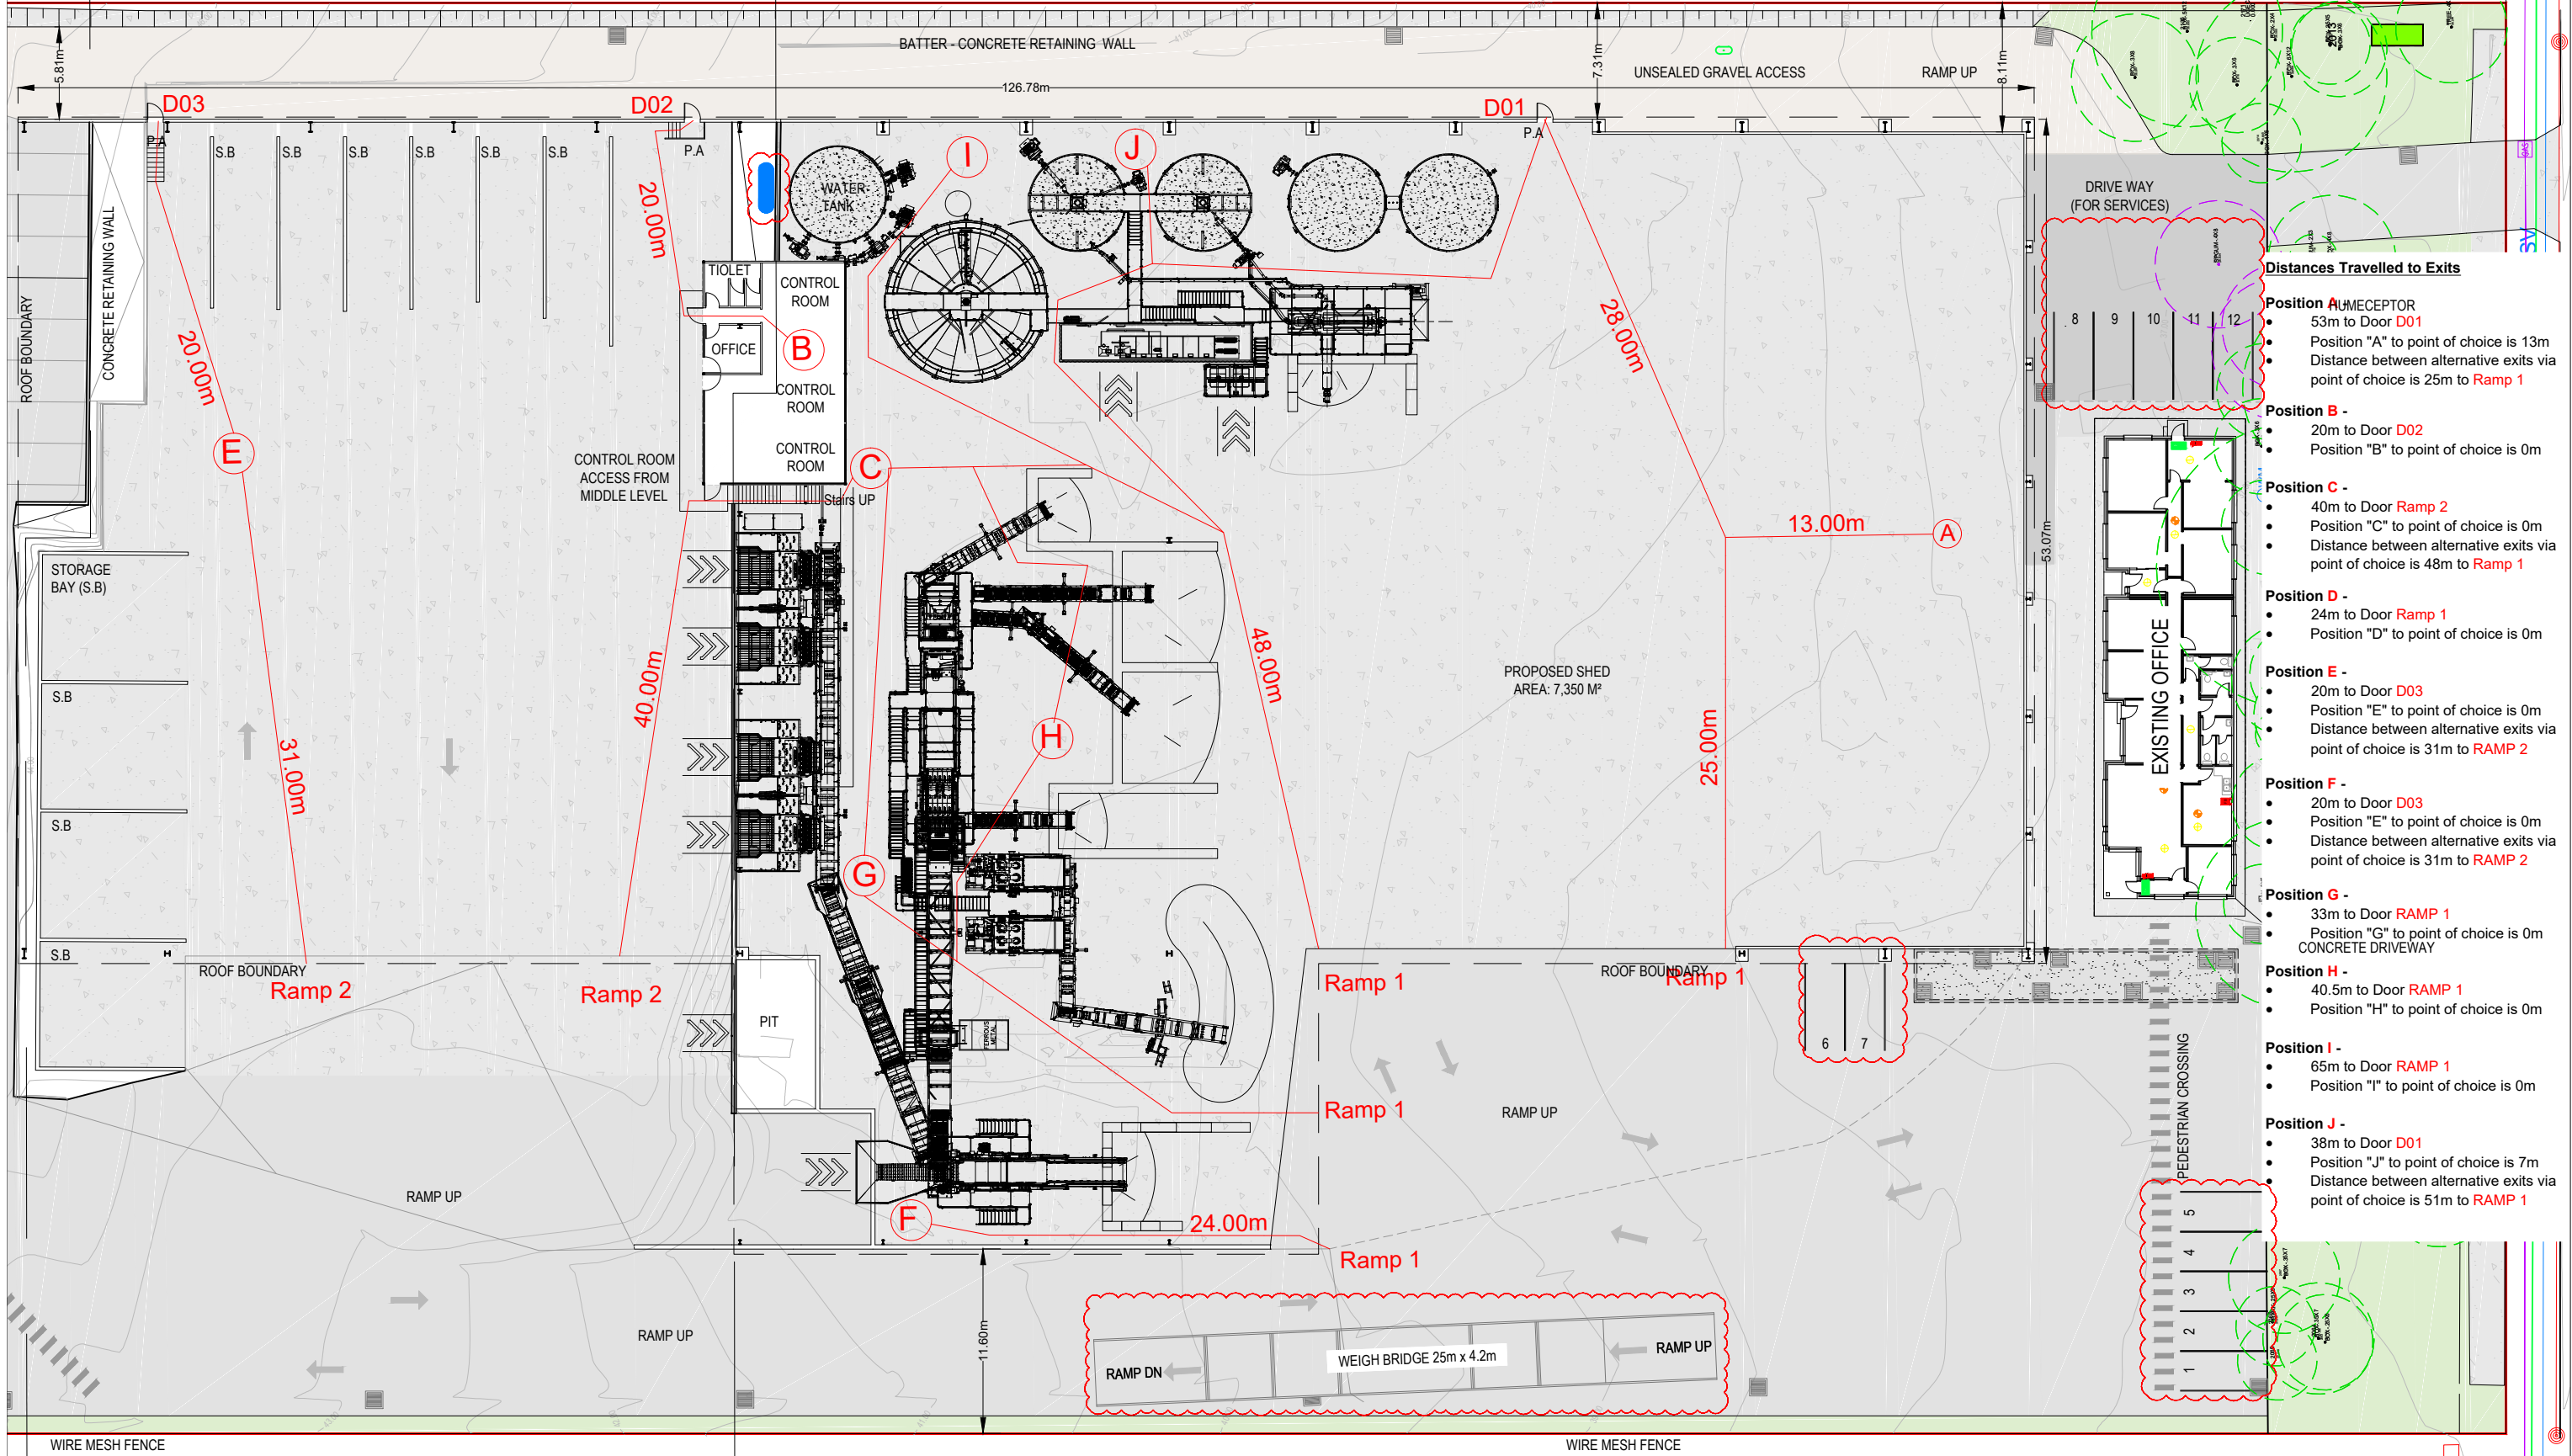 BATTER - CONCRETE RETAINING WALL
5.81m
7.31m
8.11m
UNSEALED GRAVEL ACCESS
RAMP UP
126.78m
D03
D02
D01
P.A
P.A
P.A
S.B
S.B
S.B
S.B
S.B
S.B
I
J
WATER
TANK
20.00m
DRIVE WAY
(FOR SERVICES)
ROOF BOUNDARY
CONCRETE RETAINING WALL
TIOLET
CONTROL
ROOM
OFFICE
B
CONTROL
ROOM
CONTROL
ROOM
20.00m
28.00m
8
9
10
11
12
E
C
CONTROL ROOM
ACCESS FROM
MIDDLE LEVEL
Stairs UP
13.00m
A
53.07m
STORAGE
BAY (S.B)
S.B
S.B
S.B
31.00m
40.00m
48.00m
H
G
PROPOSED SHED
AREA: 7,350 M²
25.00m
EXISTING OFFICE
ROOF BOUNDARY
Ramp 2
Ramp 2
PIT
FERROUS
METAL
Ramp 1
ROOF BOUNDARY
Ramp 1
6
7
CONCRETE DRIVEWAY
Ramp 1
RAMP UP
PEDESTRIAN CROSSING
RAMP UP
F
24.00m
Ramp 1
5
4
3
2
1
RAMP UP
11.60m
RAMP DN
WEIGH BRIDGE 25m x 4.2m
RAMP UP
WIRE MESH FENCE
WIRE MESH FENCE
2013
GAS
HUMECEPTOR
Distances Travelled to Exits
Position A -
53m to Door D01
Position "A" to point of choice is 13m
Distance between alternative exits via
point of choice is 25m to Ramp 1
Position B -
20m to Door D02
Position "B" to point of choice is 0m
Position C -
40m to Door Ramp 2
Position "C" to point of choice is 0m
Distance between alternative exits via
point of choice is 48m to Ramp 1
Position D -
24m to Door Ramp 1
Position "D" to point of choice is 0m
Position E -
20m to Door D03
Position "E" to point of choice is 0m
Distance between alternative exits via
point of choice is 31m to RAMP 2
Position F -
20m to Door D03
Position "E" to point of choice is 0m
Distance between alternative exits via
point of choice is 31m to RAMP 2
Position G -
33m to Door RAMP 1
Position "G" to point of choice is 0m
Position H -
40.5m to Door RAMP 1
Position "H" to point of choice is 0m
Position I -
65m to Door RAMP 1
Position "I" to point of choice is 0m
Position J -
38m to Door D01
Position "J" to point of choice is 7m
Distance between alternative exits via
point of choice is 51m to RAMP 1